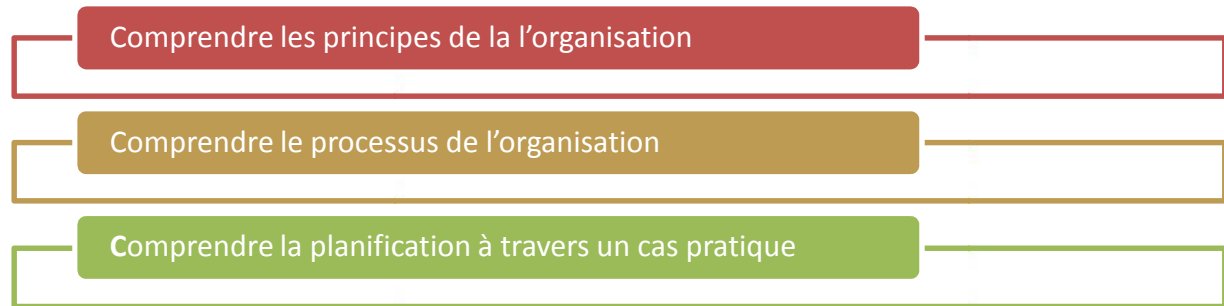 Comprendre les principes de la l’organisation
Comprendre le processus de l’organisation
Comprendre la planification à travers un cas pratique